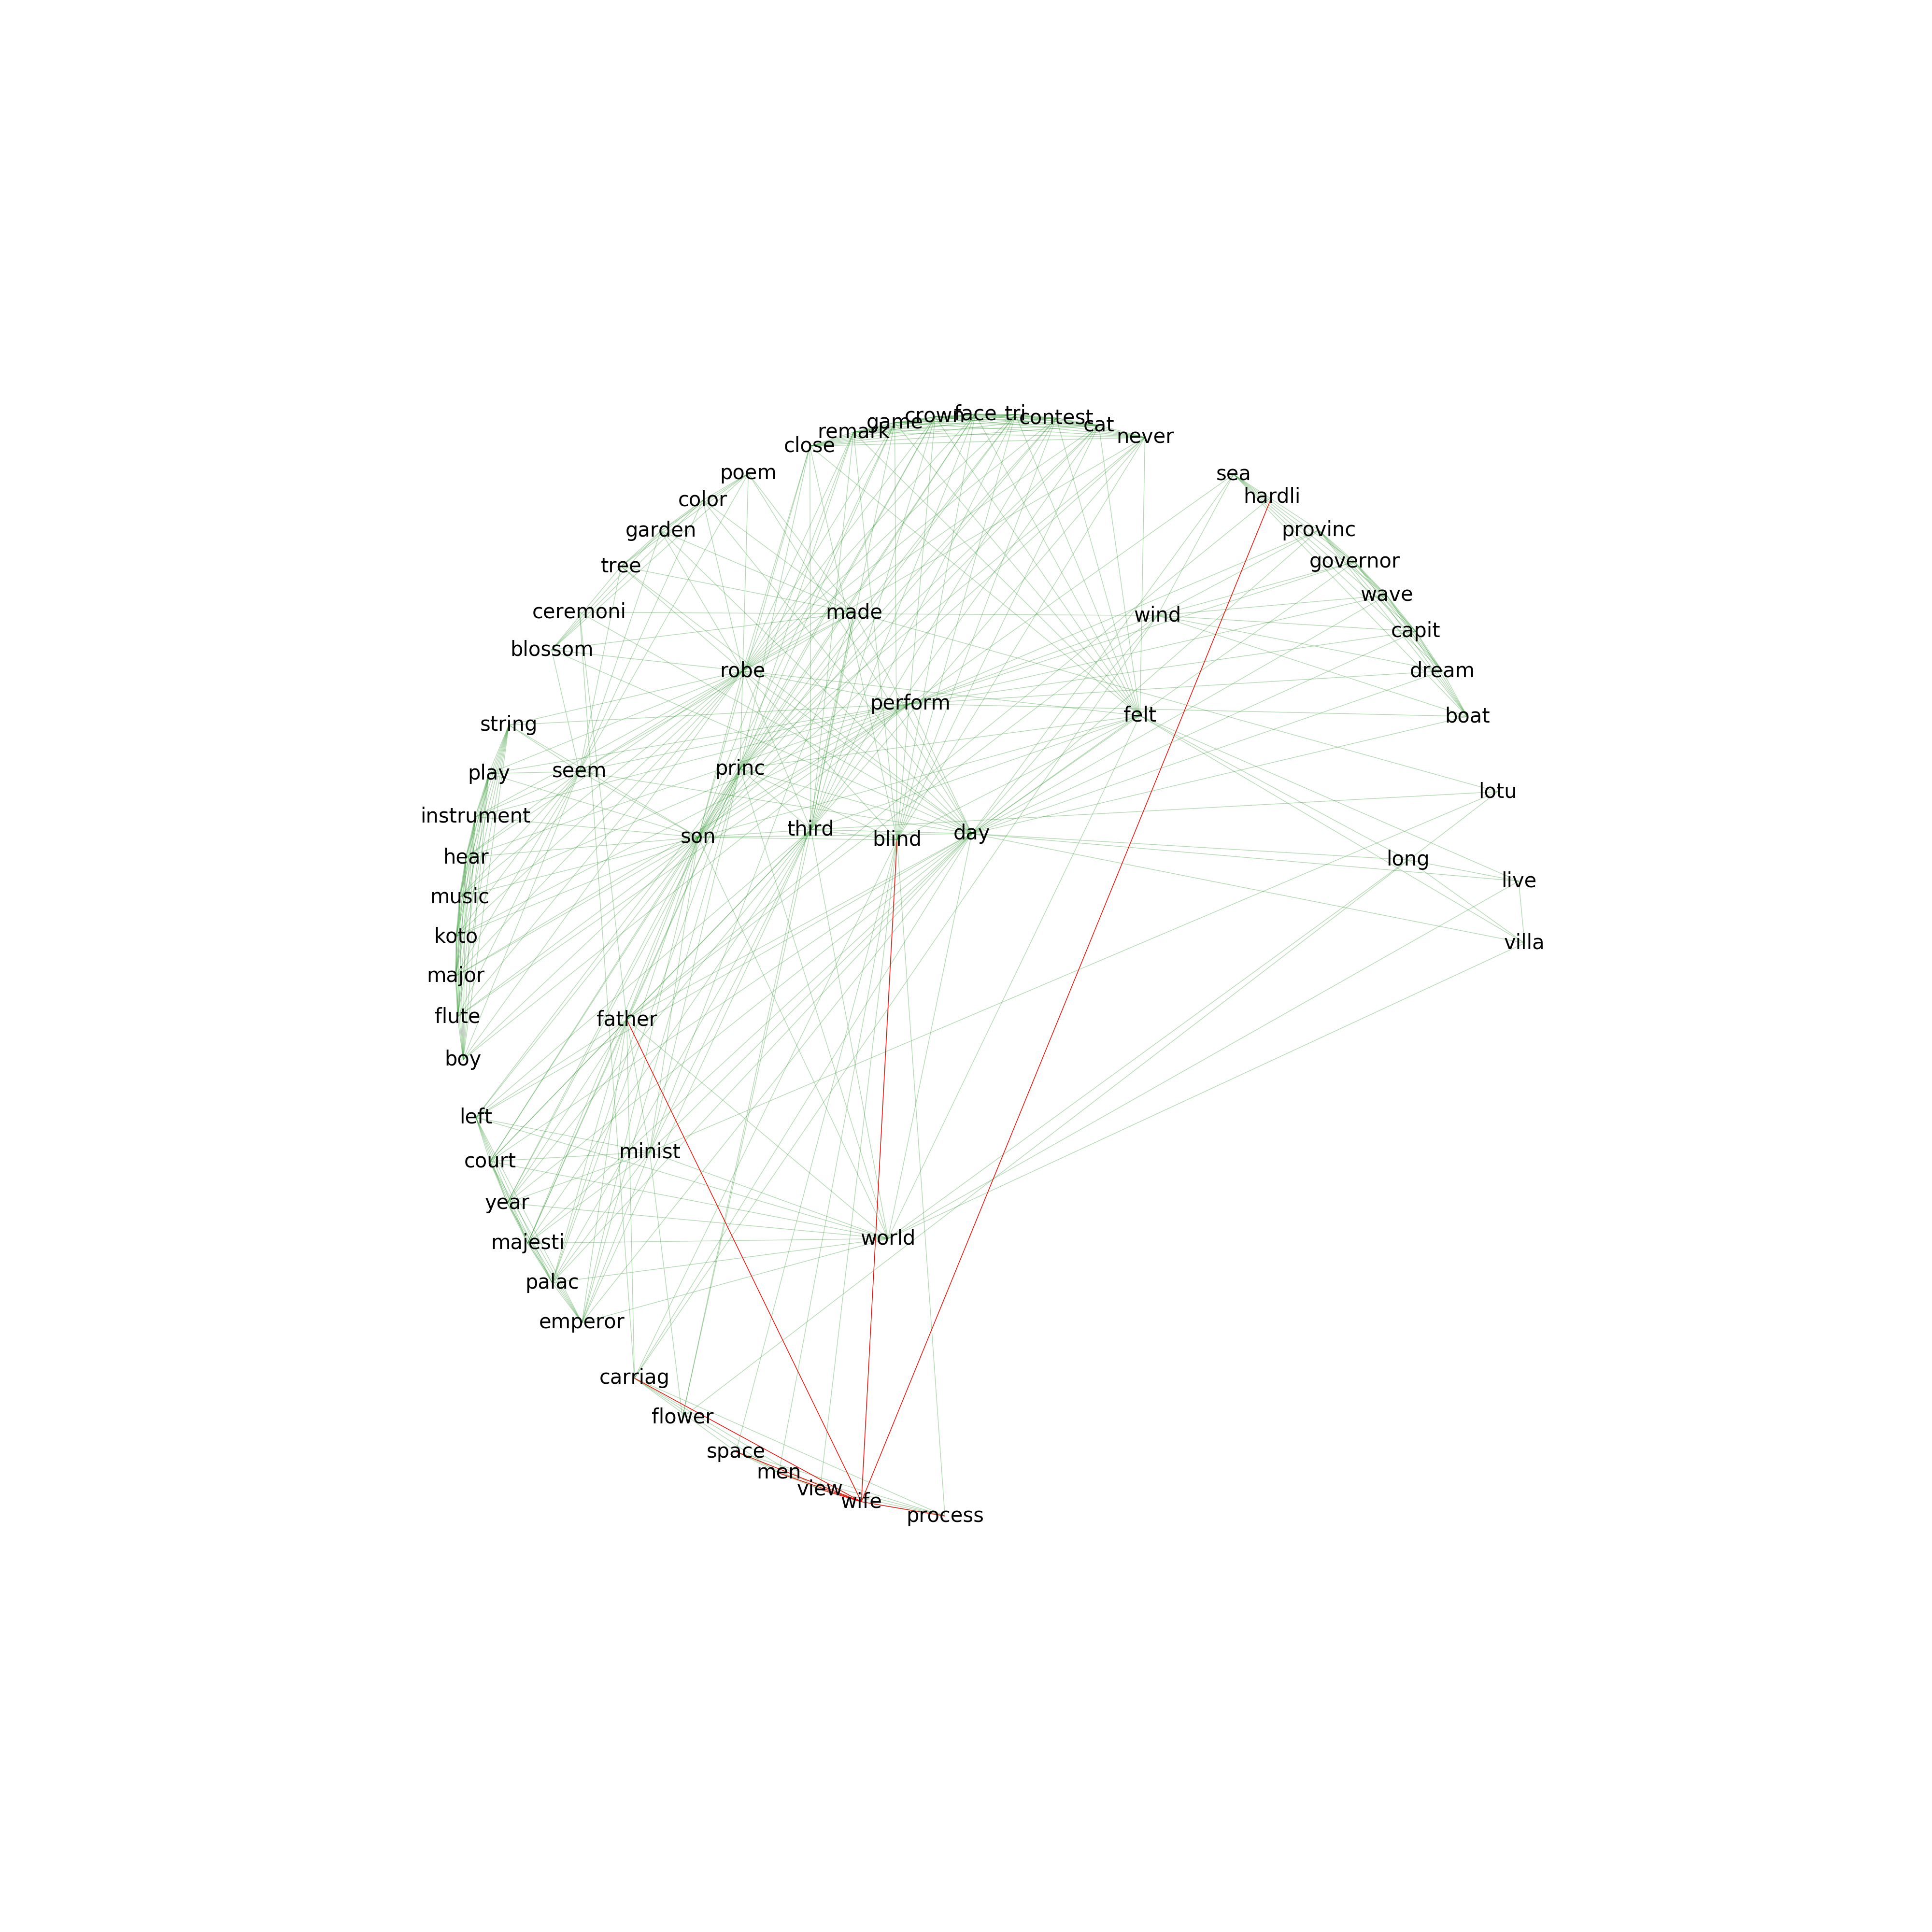 crown
face
tri
contest
game
cat
remark
never
close
poem
sea
hardli
color
garden
provinc
governor
tree
wave
ceremoni
made
wind
capit
blossom
robe
dream
perform
felt
boat
string
princ
seem
play
lotu
instrument
third
day
son
blind
hear
long
live
music
koto
villa
major
flute
father
boy
left
minist
court
year
world
majesti
palac
emperor
carriag
flower
space
men
view
wife
process